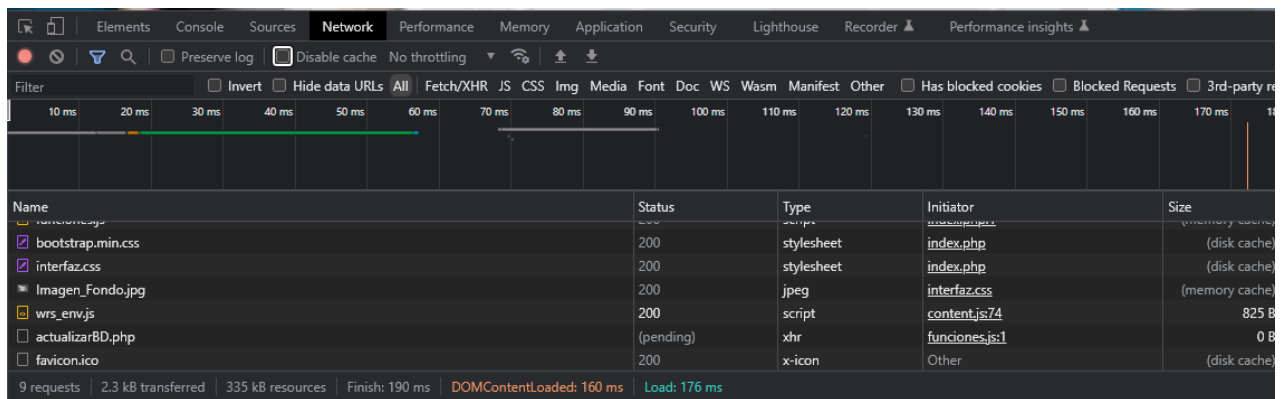 Elements Console Sources Network Performance Memory Application Security Lighthouse Recorder Performance insights
Preserve log Disable cache No throttling
Filter Invert Hide data URLs All Fetch/XHR JS CSS Img Media Font Doc WS Wasm Manifest Other Has blocked cookies Blocked Requests 3rd-party re
10 ms 20 ms 30 ms 40 ms 50 ms 60 ms 70 ms 80 ms 90 ms 100 ms 110 ms 120 ms 130 ms 140 ms 150 ms 160 ms 170 ms 18
Name Status Type Initiator Size
bootstrap.min.css 200 stylesheet index.php (disk cache)
interfaz.css 200 stylesheet index.php (disk cache)
Imagen_Fondo.jpg 200 jpeg interfaz.css (memory cache)
wrs_env.js 200 script content.js:74 825 B
actualizarBD.php (pending) xhr funciones.js:1 0 B
favicon.ico 200 x-icon Other (disk cache)
9 requests 2.3 kB transferred 335 kB resources Finish: 190 ms DOMContentLoaded: 160 ms Load: 176 ms